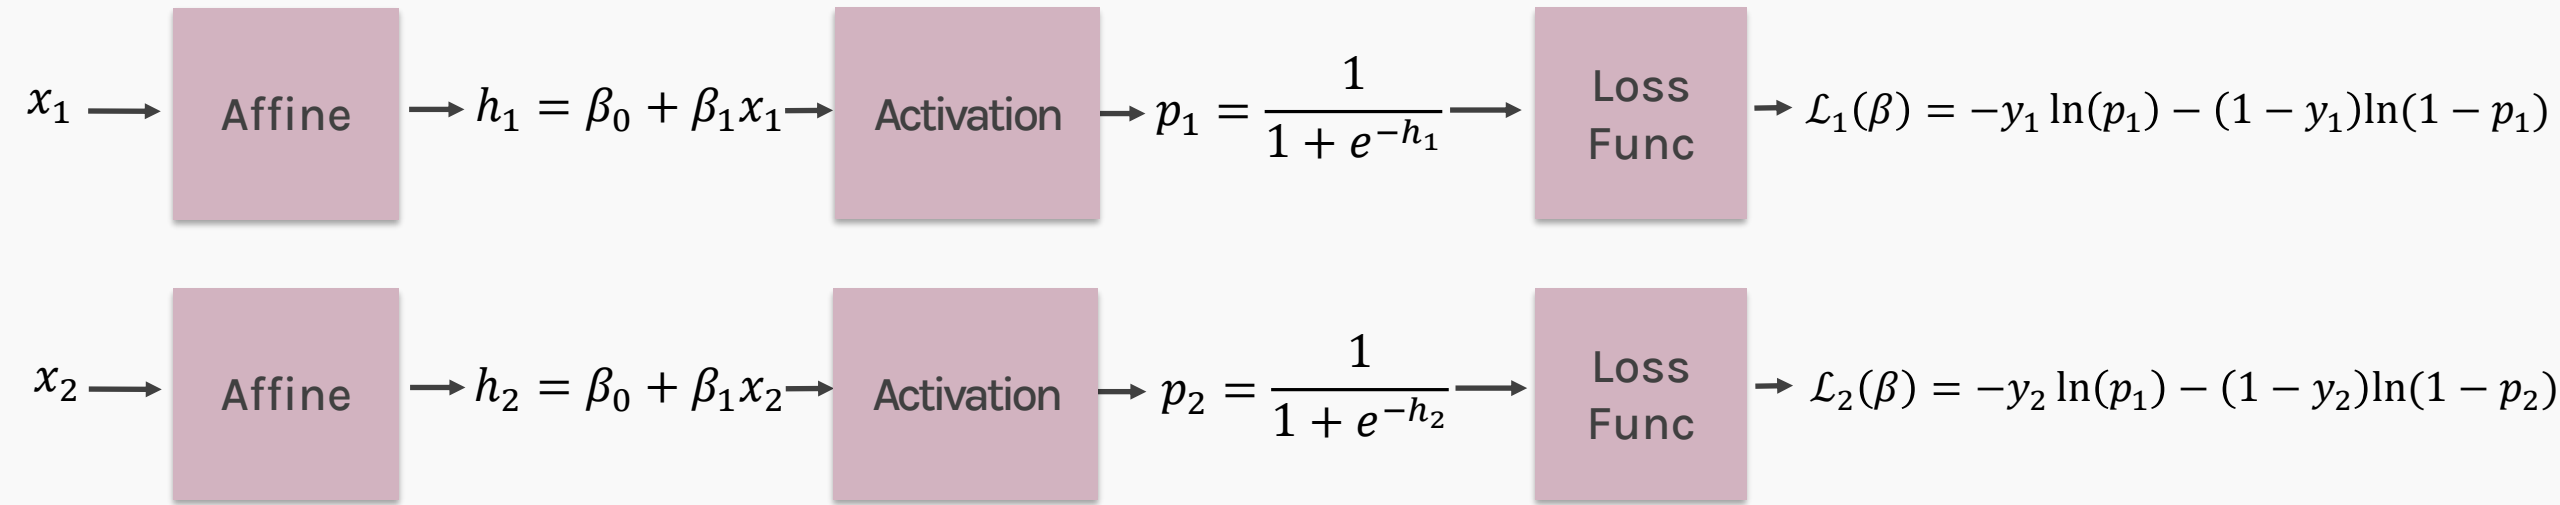 x₁ → Affine → h₁ = β₀ + β₁x₁ → Activation → p₁ = 1 / (1 + e^(−h₁)) → Loss Func → ℒ₁(β) = −y₁ ln(p₁) − (1 − y₁)ln(1 − p₁)
x₂ → Affine → h₂ = β₀ + β₁x₂ → Activation → p₂ = 1 / (1 + e^(−h₂)) → Loss Func → ℒ₂(β) = −y₂ ln(p₁) − (1 − y₂)ln(1 − p₂)